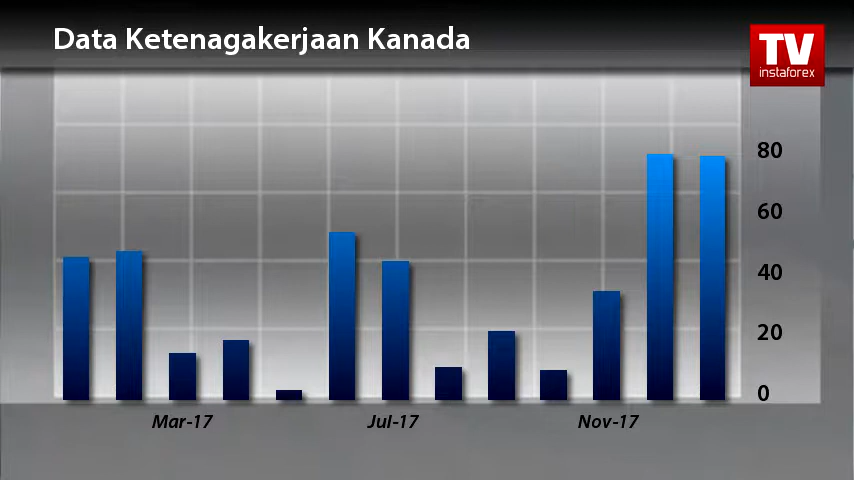 Data Ketenagakerjaan Kanada
TV
instaforex
80
60
40
20
0
Mar-17
Jul-17
Nov-17